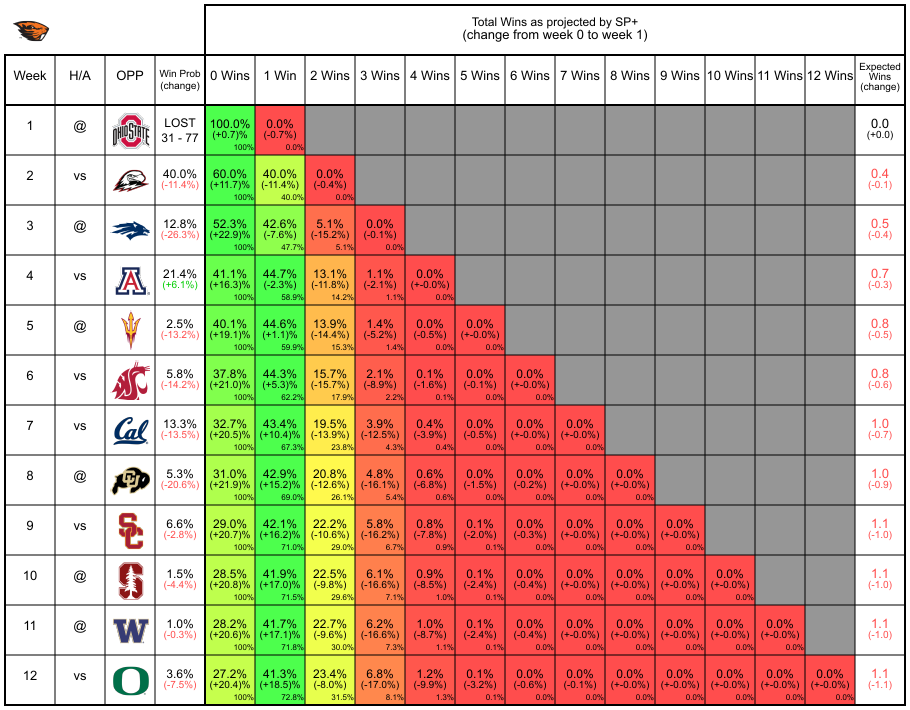 Total Wins as projected by SP+
(change from week 0 to week 1)
Week H/A OPP Win Prob (change) 0 Wins 1 Win 2 Wins 3 Wins 4 Wins 5 Wins 6 Wins 7 Wins 8 Wins 9 Wins 10 Wins 11 Wins 12 Wins Expected Wins (change)
1 @ OHIO STATE LOST 100.0% 0.0% 0.0
31 - 77 (+0.7)% (-0.7%) (+0.0)
100% 0.0%
2 vs 40.0% 60.0% 40.0% 0.0% 0.4
(-11.4%) (+11.7)% (-11.4%) (-0.4%) (-0.1)
100% 40.0% 0.0%
3 @ 12.8% 52.3% 42.6% 5.1% 0.0% 0.5
(-26.3%) (+22.9)% (-7.6%) (-15.2%) (-0.1%) (-0.4)
100% 47.7% 5.1% 0.0%
4 vs A 21.4% 41.1% 44.7% 13.1% 1.1% 0.0% 0.7
(+6.1%) (+16.3)% (-2.3%) (-11.8%) (-2.1%) (+-0.0%) (-0.3)
100% 58.9% 14.2% 1.1% 0.0%
5 @ 2.5% 40.1% 44.6% 13.9% 1.4% 0.0% 0.0% 0.8
(-13.2%) (+19.1)% (+1.1%) (-14.4%) (-5.2%) (-0.5%) (+-0.0%) (-0.5)
100% 59.9% 15.3% 1.4% 0.0% 0.0%
6 vs WSC 5.8% 37.8% 44.3% 15.7% 2.1% 0.1% 0.0% 0.0% 0.8
(-14.2%) (+21.0)% (+5.3%) (-15.7%) (-8.9%) (-1.6%) (-0.1%) (+-0.0%) (-0.6)
100% 62.2% 17.9% 2.2% 0.1% 0.0% 0.0%
7 vs Cal 13.3% 32.7% 43.4% 19.5% 3.9% 0.4% 0.0% 0.0% 0.0% 1.0
(-13.5%) (+20.5)% (+10.4%) (-13.9%) (-12.5%) (-3.9%) (-0.5%) (+-0.0%) (+-0.0%) (-0.7)
100% 67.3% 23.8% 4.3% 0.4% 0.0% 0.0% 0.0%
8 @ CU 5.3% 31.0% 42.9% 20.8% 4.8% 0.6% 0.0% 0.0% 0.0% 0.0% 1.0
(-20.6%) (+21.9)% (+15.2%) (-12.6%) (-16.1%) (-6.8%) (-1.5%) (-0.2%) (+-0.0%) (+-0.0%) (-0.9)
100% 69.0% 26.1% 5.4% 0.6% 0.0% 0.0% 0.0% 0.0%
9 vs SC 6.6% 29.0% 42.1% 22.2% 5.8% 0.8% 0.1% 0.0% 0.0% 0.0% 0.0% 1.1
(-2.8%) (+20.7)% (+16.2%) (-10.6%) (-16.2%) (-7.8%) (-2.0%) (-0.3%) (+-0.0%) (+-0.0%) (+-0.0%) (-1.0)
100% 71.0% 29.0% 6.7% 0.9% 0.1% 0.0% 0.0% 0.0% 0.0%
10 @ S 1.5% 28.5% 41.9% 22.5% 6.1% 0.9% 0.1% 0.0% 0.0% 0.0% 0.0% 0.0% 1.1
(-4.4%) (+20.8)% (+17.0%) (-9.8%) (-16.6%) (-8.5%) (-2.4%) (-0.4%) (+-0.0%) (+-0.0%) (+-0.0%) (+-0.0%) (-1.0)
100% 71.5% 29.6% 7.1% 1.0% 0.1% 0.0% 0.0% 0.0% 0.0% 0.0%
11 @ W 1.0% 28.2% 41.7% 22.7% 6.2% 1.0% 0.1% 0.0% 0.0% 0.0% 0.0% 0.0% 0.0% 1.1
(-0.3%) (+20.6)% (+17.1%) (-9.6%) (-16.6%) (-8.7%) (-2.4%) (-0.4%) (+-0.0%) (+-0.0%) (+-0.0%) (+-0.0%) (+-0.0%) (-1.0)
100% 71.8% 30.0% 7.3% 1.1% 0.1% 0.0% 0.0% 0.0% 0.0% 0.0% 0.0%
12 vs O 3.6% 27.2% 41.3% 23.4% 6.8% 1.2% 0.1% 0.0% 0.0% 0.0% 0.0% 0.0% 0.0% 0.0% 1.1
(-7.5%) (+20.4)% (+18.5%) (-8.0%) (-17.0%) (-9.9%) (-3.2%) (-0.6%) (-0.1%) (+-0.0%) (+-0.0%) (+-0.0%) (+-0.0%) (+-0.0%) (-1.1)
100% 72.8% 31.5% 8.1% 1.3% 0.1% 0.0% 0.0% 0.0% 0.0% 0.0% 0.0% 0.0%